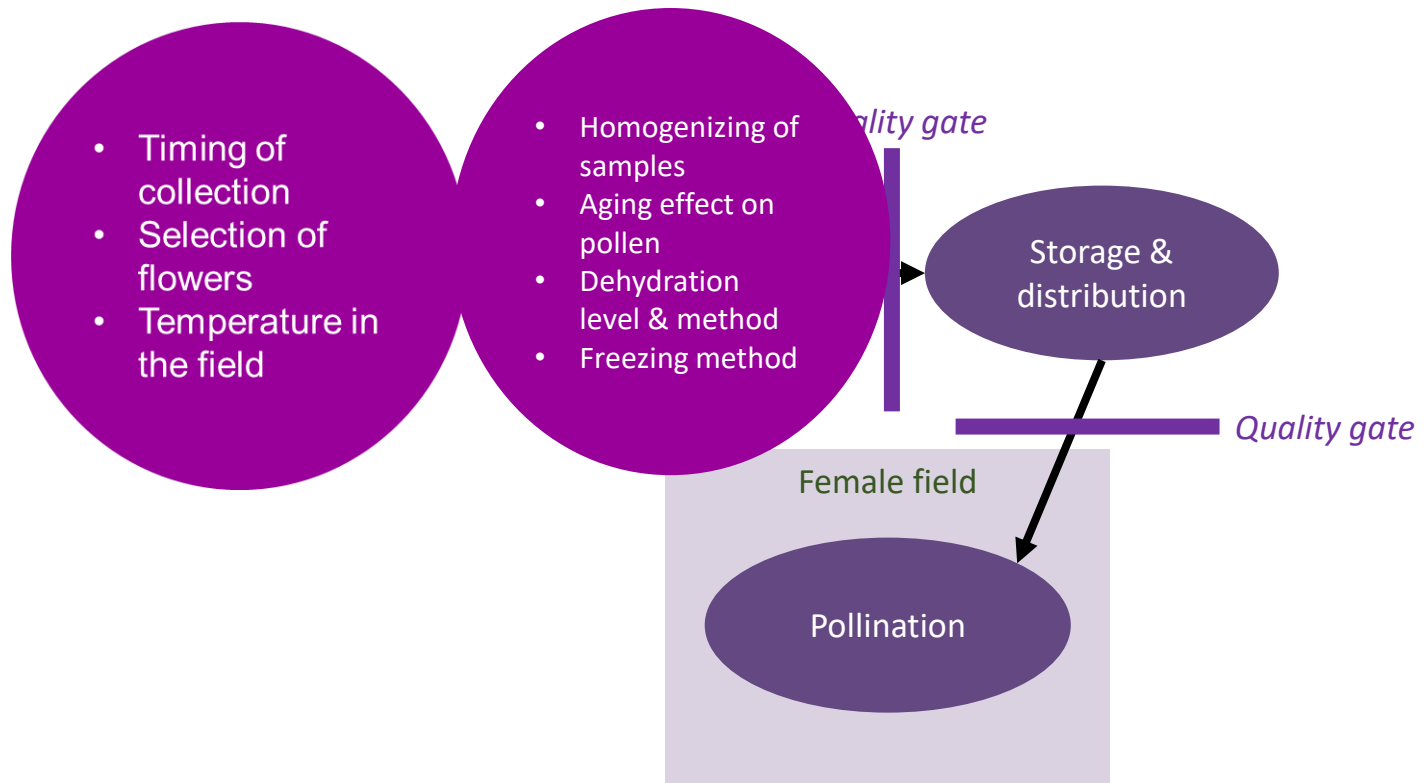 • Timing of
collection
• Selection of
flowers
• Temperature in
the field
• Homogenizing of
samples
• Aging effect on
pollen
• Dehydration
level & method
• Freezing method
ality gate
Storage &
distribution
Quality gate
Female field
Pollination